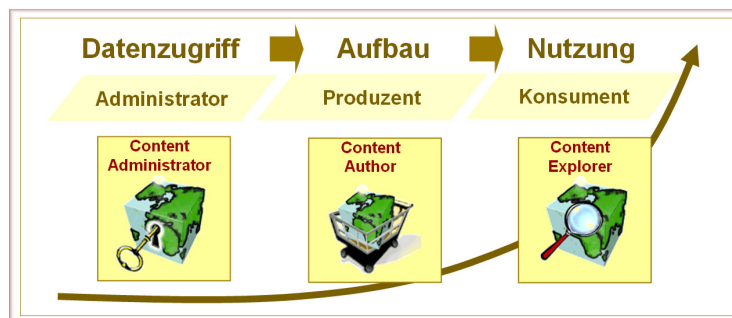 Datenzugriff Aufbau Nutzung
Administrator Produzent Konsument
Content Administrator
Content Author
Content Explorer